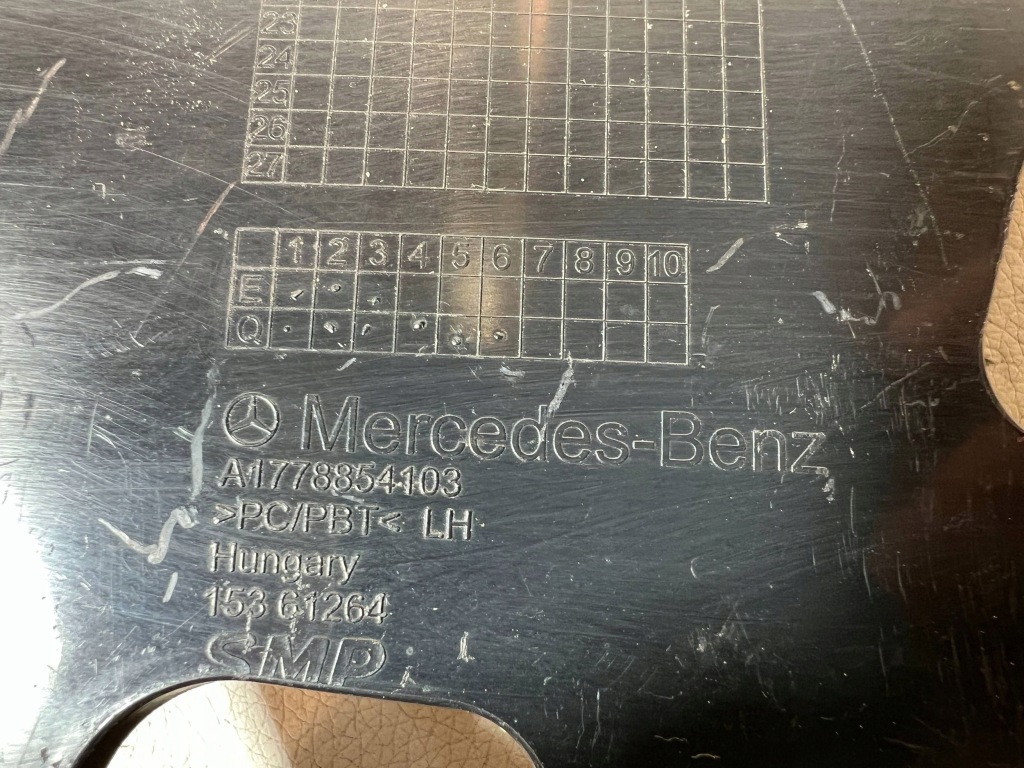 23
24
25
26
27
1 2 3 4 5 6 7 8 9 10
E
Q
Mercedes-Benz
A1778854103
>PC/PBT< LH
Hungary
153 61264
SMP